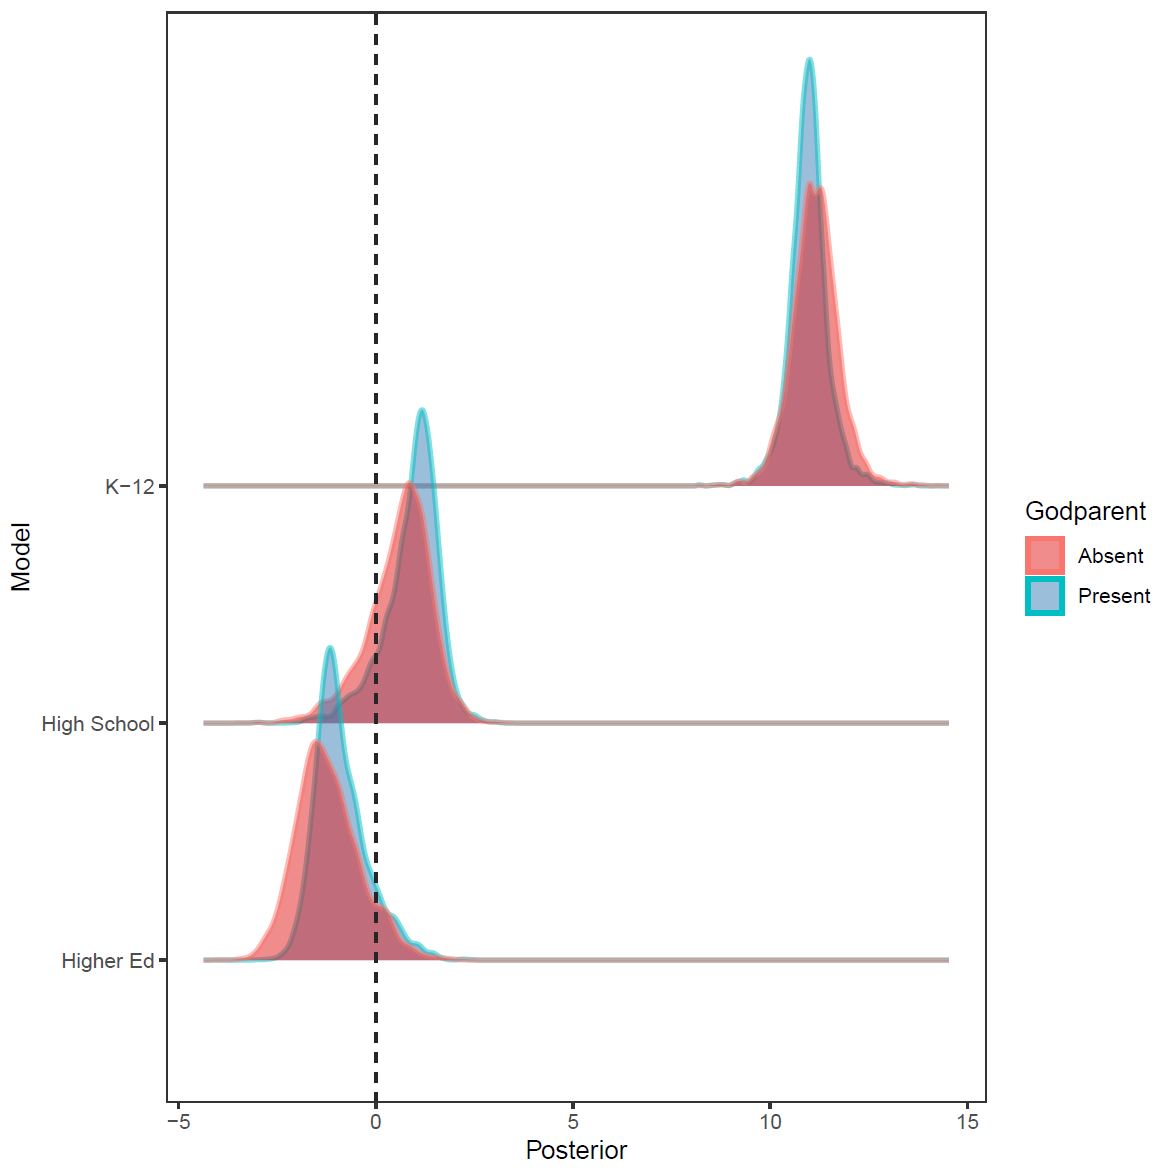 Model
K−12
High School
Higher Ed
−5 0 5 10 15
Posterior
Godparent
Absent
Present